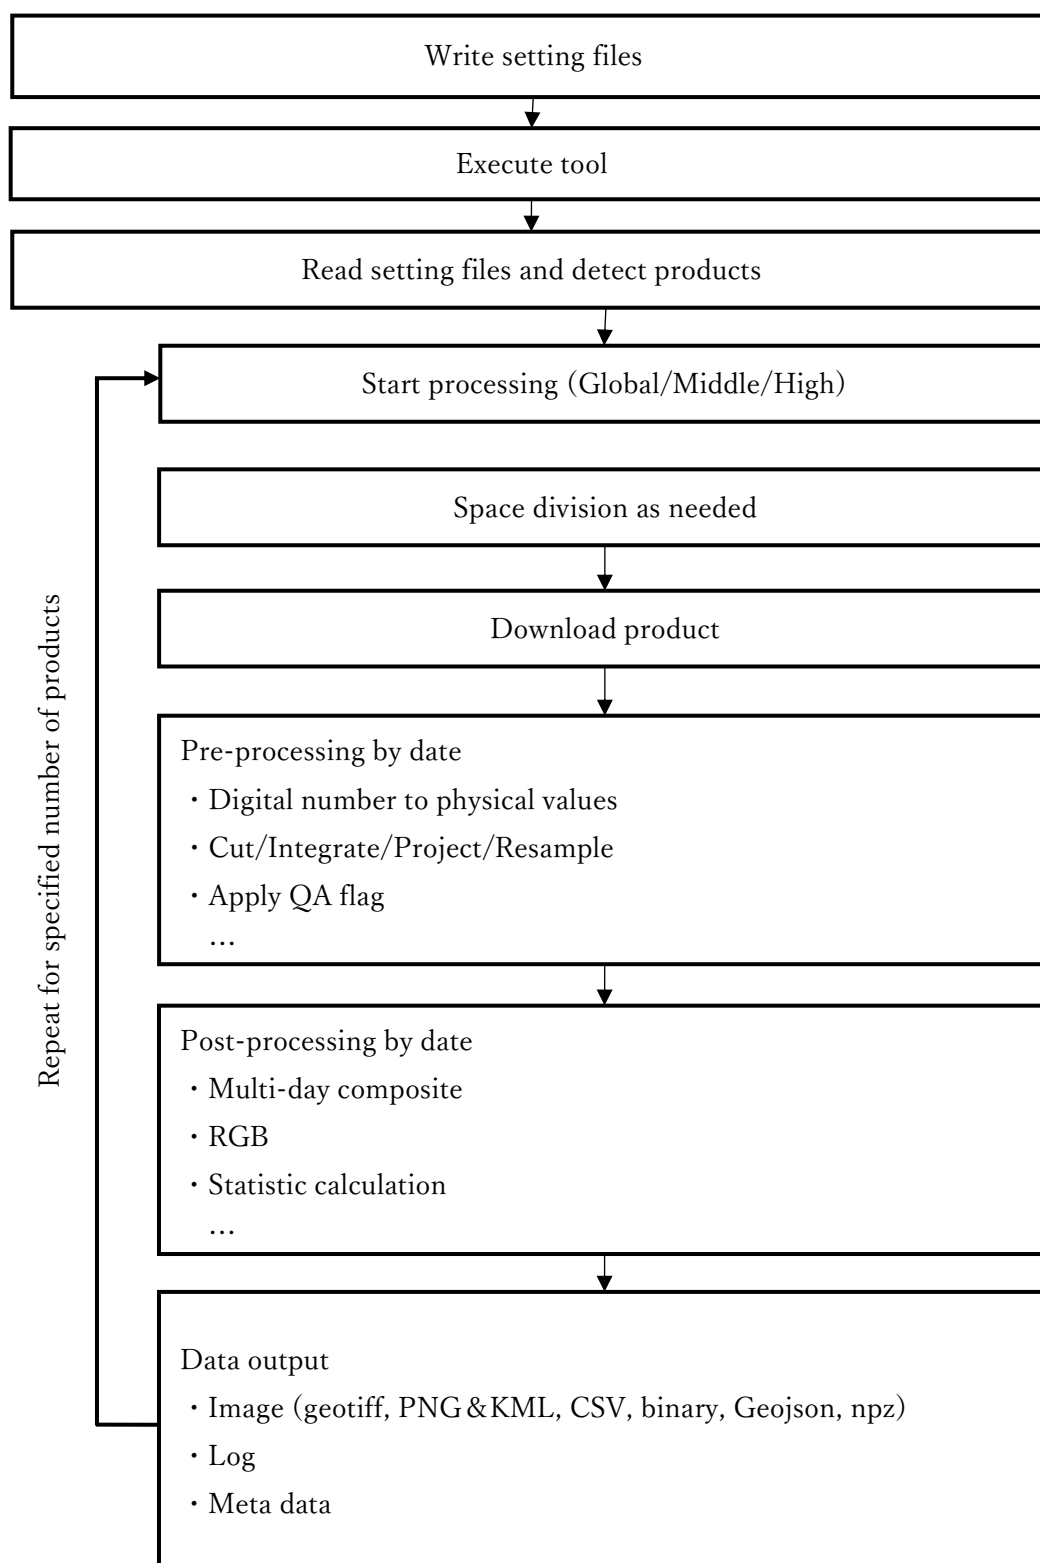 Write setting files
Execute tool
Read setting files and detect products
Start processing (Global/Middle/High)
Space division as needed
Download product
Repeat for specified number of products
Pre-processing by date
・Digital number to physical values
・Cut/Integrate/Project/Resample
・Apply QA flag
…
Post-processing by date
・Multi-day composite
・RGB
・Statistic calculation
…
Data output
・Image (geotiff, PNG&KML, CSV, binary, Geojson, npz)
・Log
・Meta data